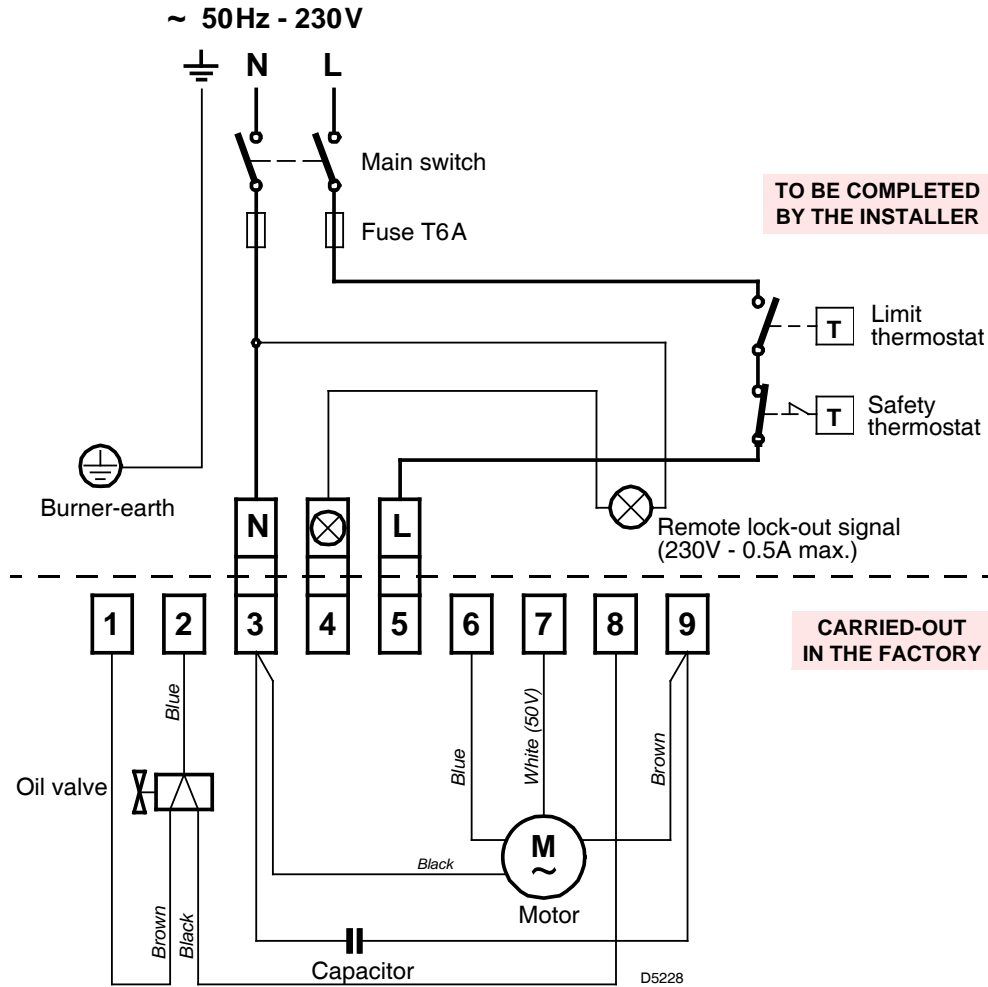 ~ 50Hz - 230V
N L
Main switch
TO BE COMPLETED
BY THE INSTALLER
Fuse T6A
T
Limit
thermostat
T
Safety
thermostat
Burner-earth
N L
Remote lock-out signal
(230V - 0.5A max.)
1 2 3 4 5 6 7 8 9
CARRIED-OUT
IN THE FACTORY
Blue
Blue
White (50V)
Brown
Oil valve
M
~
Black
Motor
Brown
Black
Capacitor
D5228